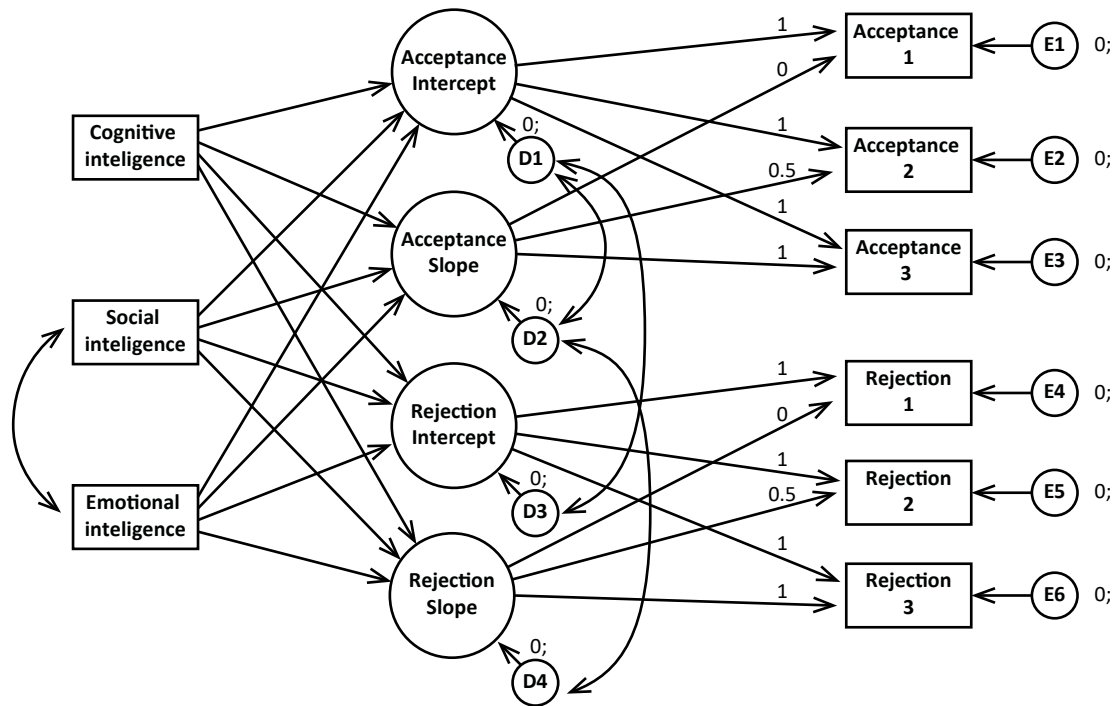 Cognitive
inteligence
Social
inteligence
Emotional
inteligence
Acceptance
Intercept
0;
D1
Acceptance
Slope
0;
D2
Rejection
Intercept
0;
D3
Rejection
Slope
0;
D4
1
0
1
0.5
1
1
1
0
1
0.5
1
1
Acceptance
1
E1 0;
Acceptance
2
E2 0;
Acceptance
3
E3 0;
Rejection
1
E4 0;
Rejection
2
E5 0;
Rejection
3
E6 0;